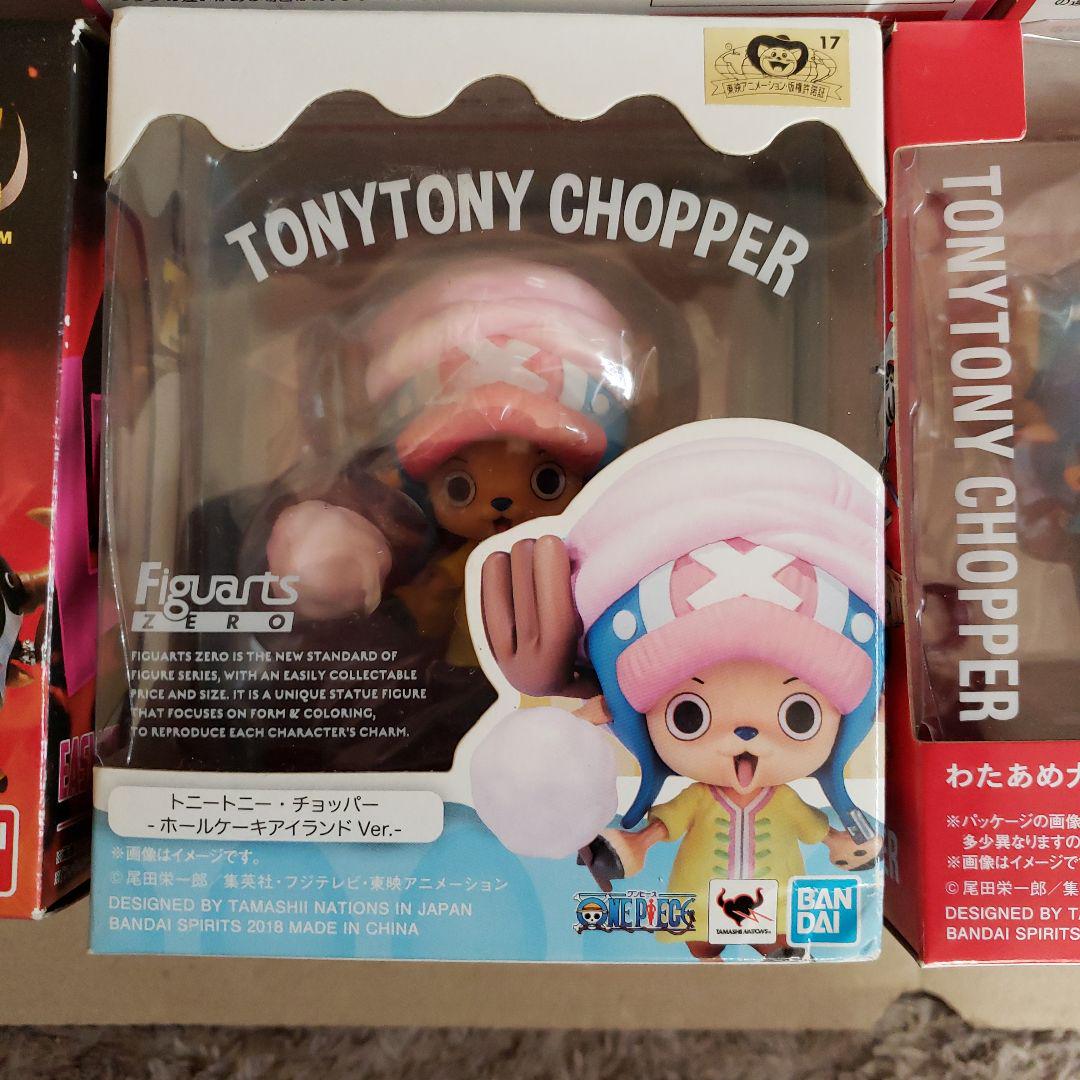 17
東映アニメーション・版権許諾証
TONYTONY CHOPPER
Figuarts
ZERO
FIGUARTS ZERO IS THE NEW STANDARD OF
FIGURE SERIES, WITH AN EASILY COLLECTABLE
PRICE AND SIZE. IT IS A UNIQUE STATUE FIGURE
THAT FOCUSES ON FORM & COLORING,
TO REPRODUCE EACH CHARACTER'S CHARM.
トニートニー・チョッパー
-ホールケーキアイランド Ver.-
※画像はイメージです。
© 尾田栄一郎／集英社・フジテレビ・東映アニメーション
DESIGNED BY TAMASHII NATIONS IN JAPAN
BANDAI SPIRITS 2018 MADE IN CHINA
ワンピース
ONE PIECE
TAMASHII NATIONS
BAN
DAI
TONYTONY CHOPPER
わたあめ
※パッケージの画像
多少異なりますの
※画像はイメージで
© 尾田栄一郎／集
DESIGNED BY TA
BANDAI SPIRITS